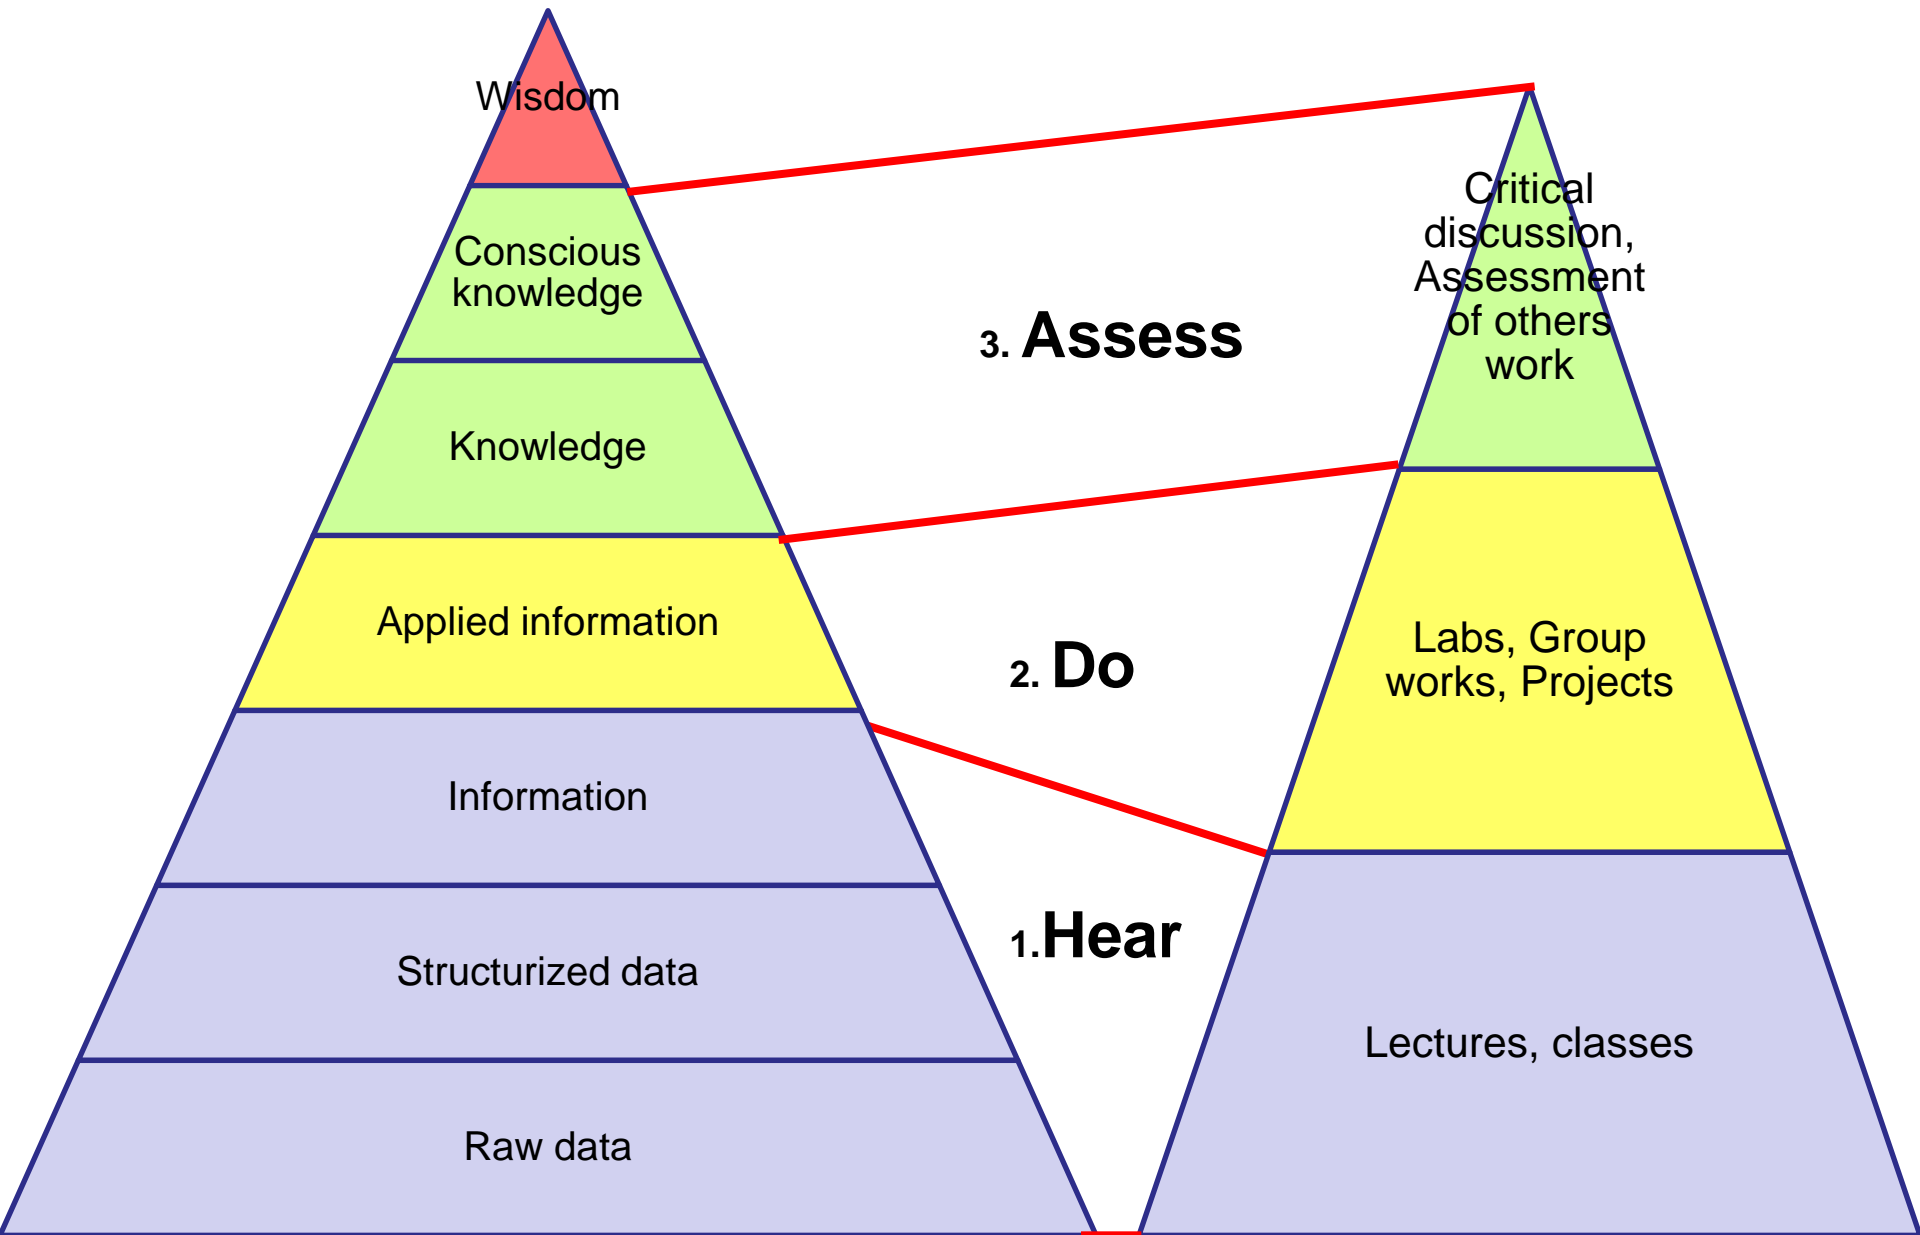 Wisdom
Conscious
knowledge
Knowledge
Applied information
Information
Structurized data
Raw data
3. Assess
2. Do
1.Hear
Critical
discussion,
Assessment
of others
work
Labs, Group
works, Projects
Lectures, classes